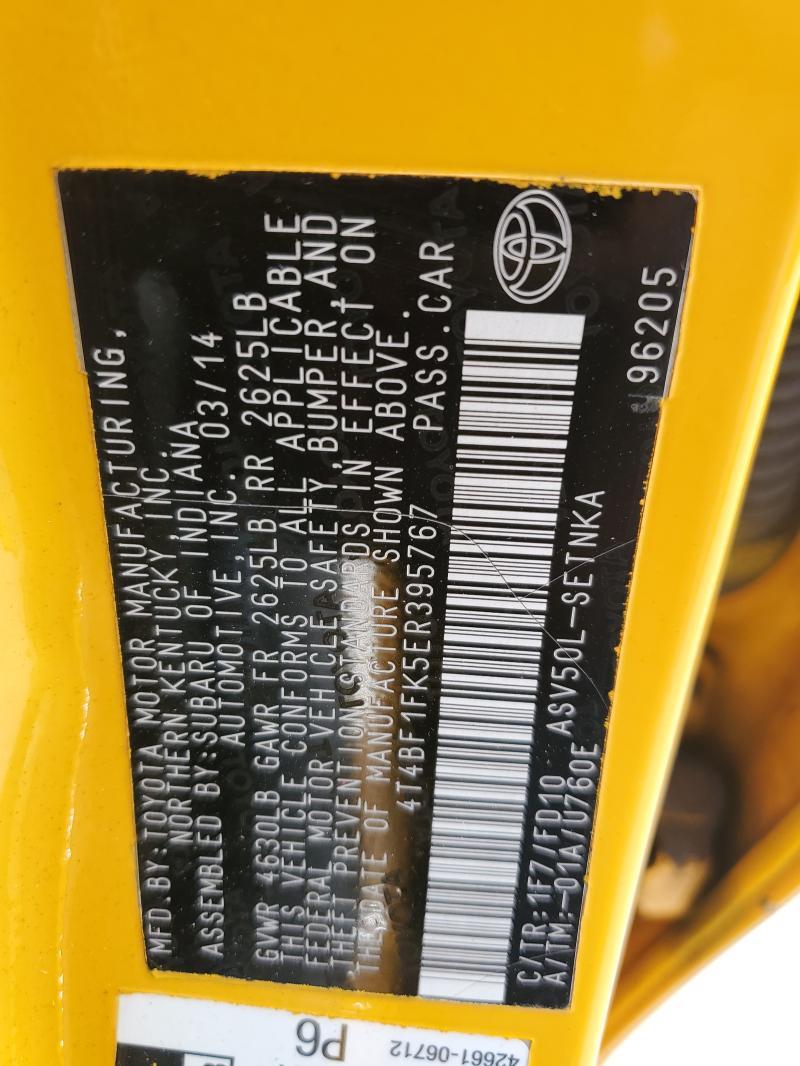 MFD.BY:TOYOTA MOTOR MANUFACTURING,
NORTHERN KENTUCKY INC.
ASSEMBLED BY:SUBARU OF INDIANA
AUTOMOTIVE, INC. 03/14
GVWR 4630LB GAWR FR 2625LB RR 2625LB
THIS VEHICLE CONFORMS TO ALL APPLICABLE
FEDERAL MOTOR VEHICLE SAFETY,BUMPER,AND
THEFT PREVENTION STANDARDS IN EFFECT ON
THE DATE OF MANUFACTURE SHOWN ABOVE.
4T4BF1FK5ER395767 PASS.CAR
C/TR:1F7/FD10 ASV50L-SETNKA
A/TM:-01A/U760E
96205
P6
42661-06712